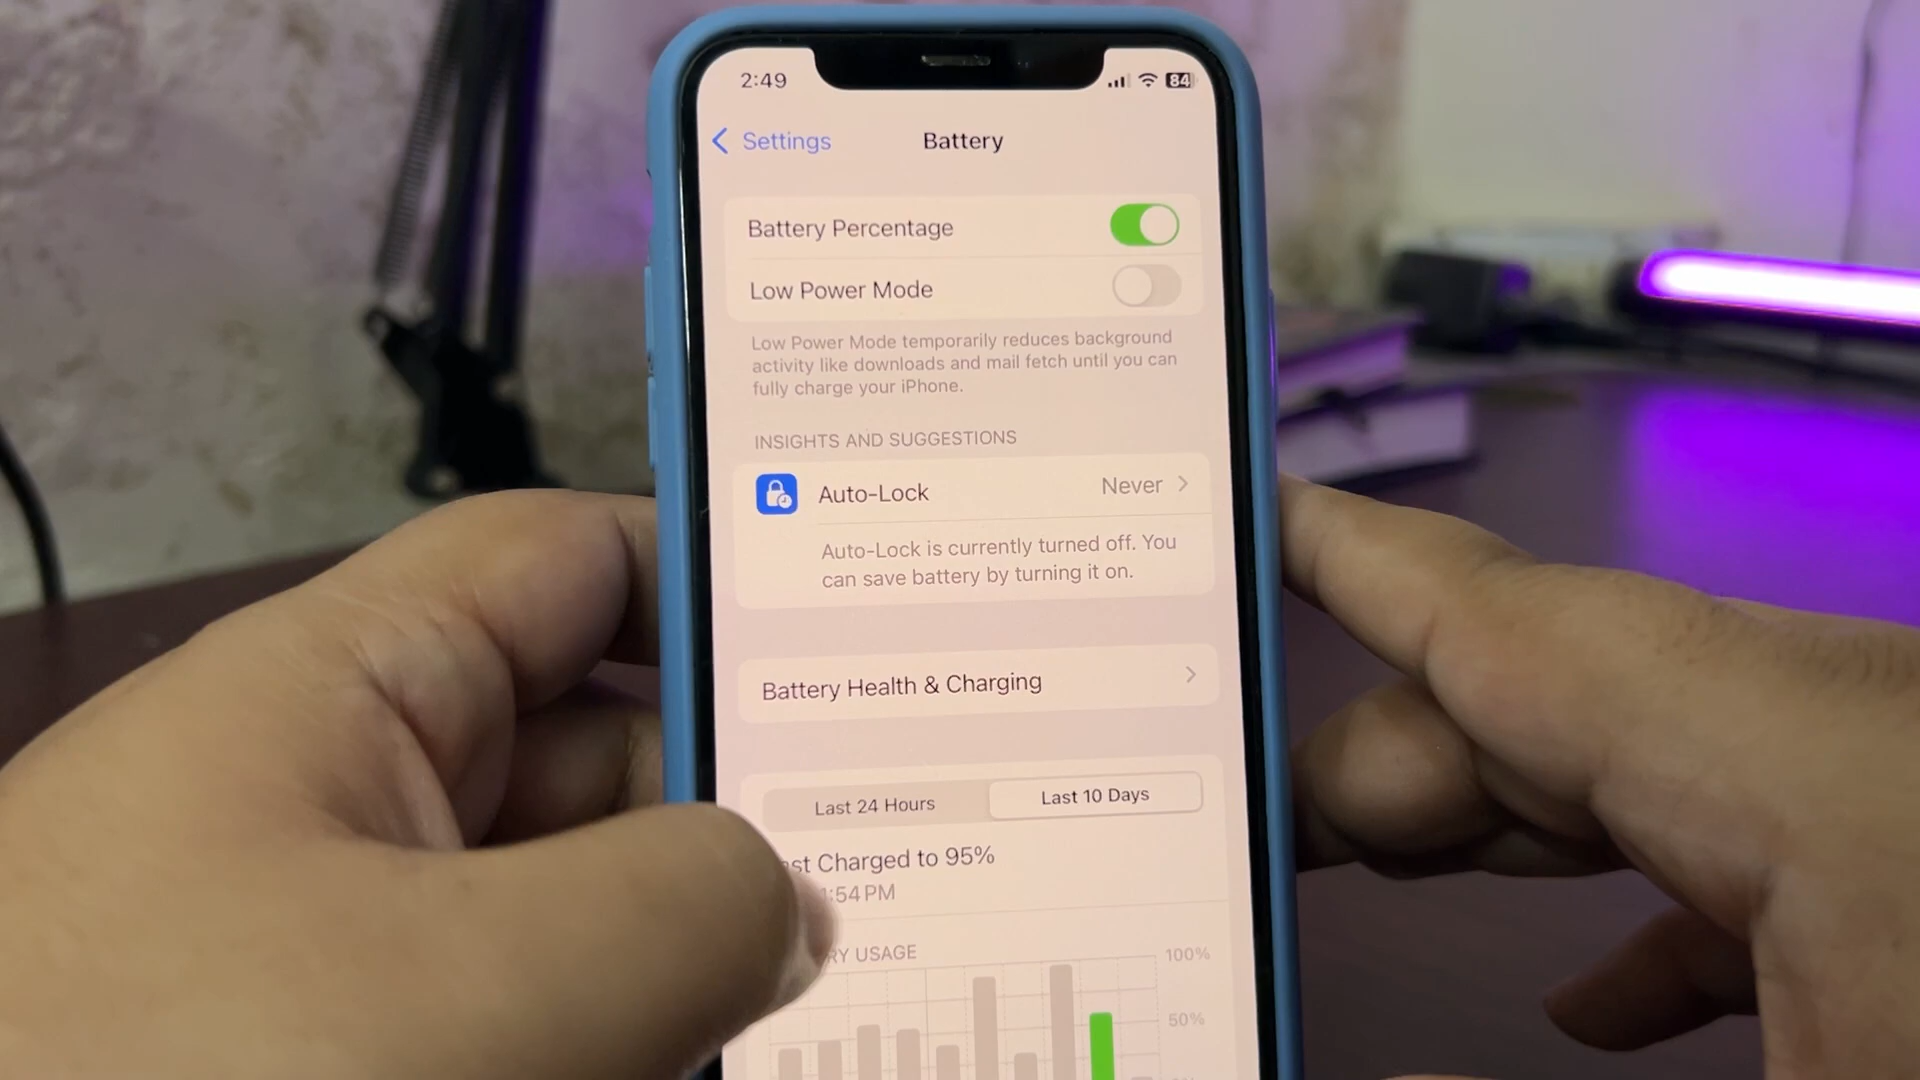 2:49
84
Settings
Battery
Battery Percentage
Low Power Mode
Low Power Mode temporarily reduces background
activity like downloads and mail fetch until you can
fully charge your iPhone.
INSIGHTS AND SUGGESTIONS
Auto-Lock
Never
Auto-Lock is currently turned off. You
can save battery by turning it on.
Battery Health & Charging
Last 24 Hours
Last 10 Days
Charged to 95%
:54 PM
USAGE
100%
50%